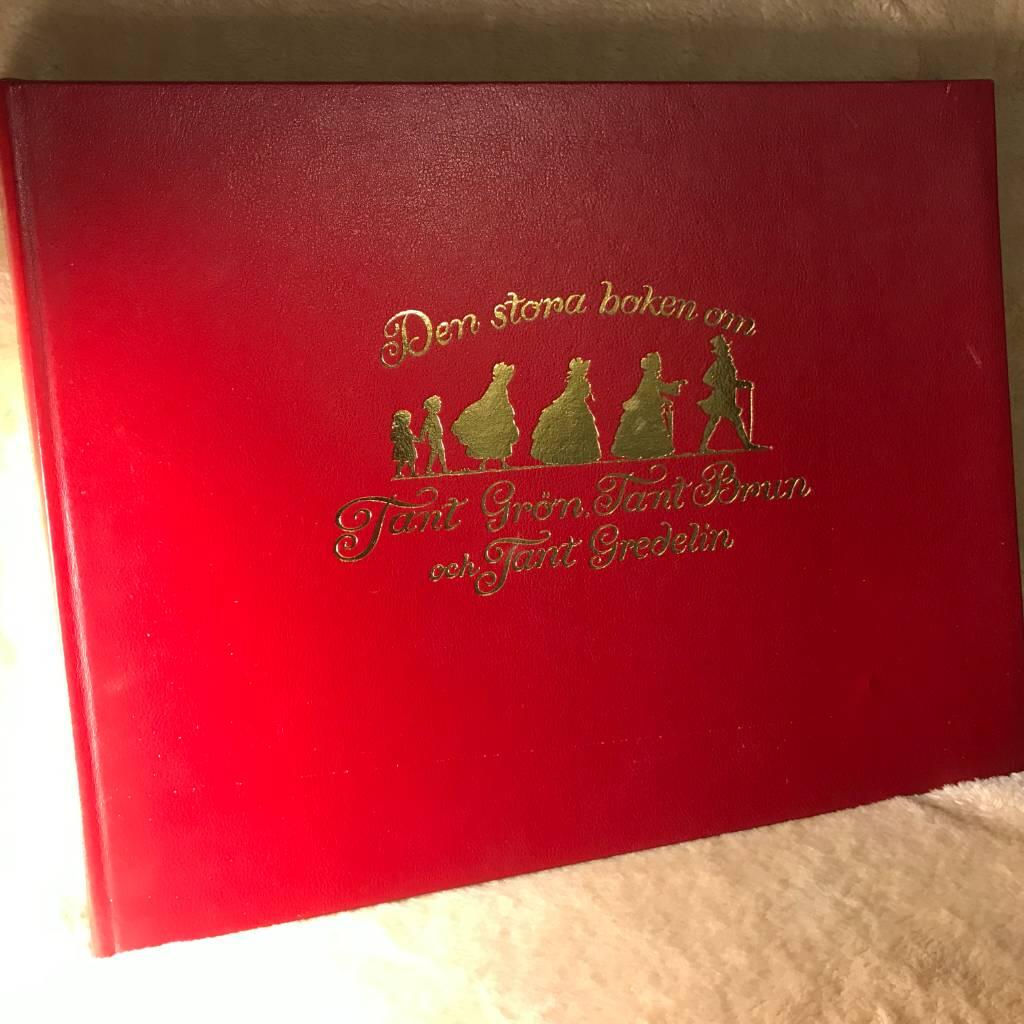 Den stora boken om
Tant Grön, Tant Brun
och Tant Gredelin